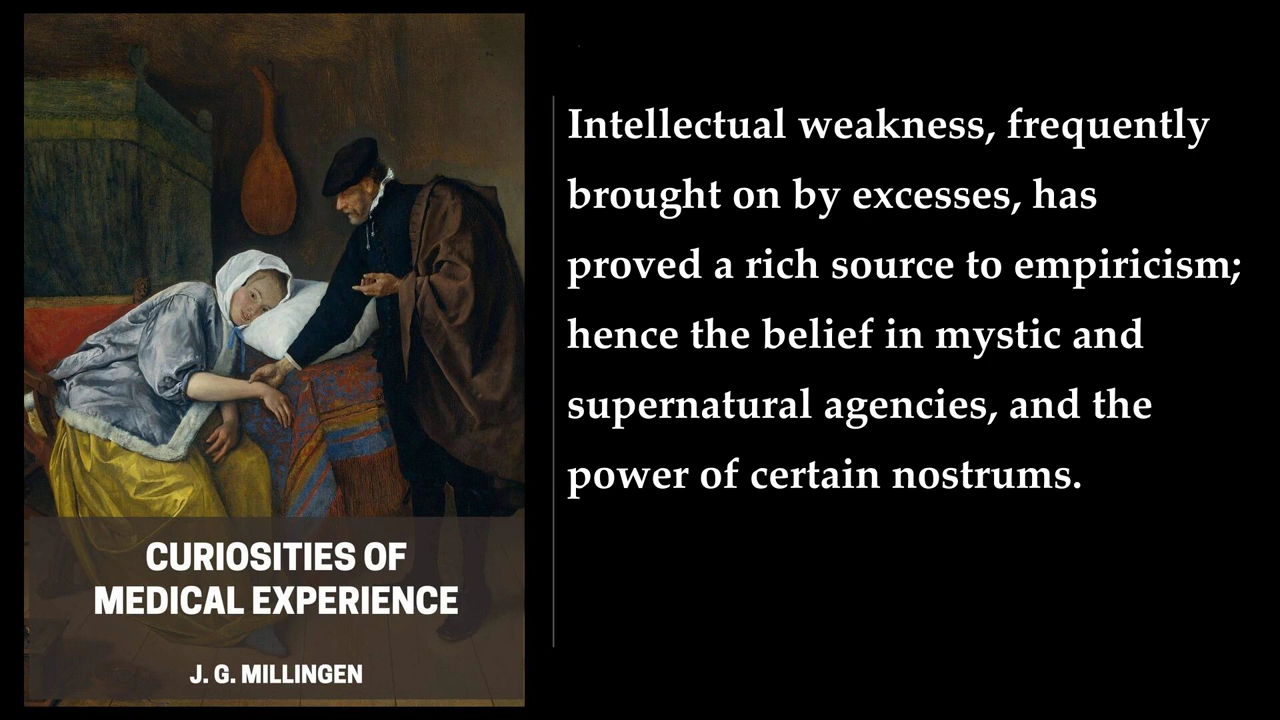 CURIOSITIES OF
MEDICAL EXPERIENCE
J. G. MILLINGEN
Intellectual weakness, frequently
brought on by excesses, has
proved a rich source to empiricism;
hence the belief in mystic and
supernatural agencies, and the
power of certain nostrums.